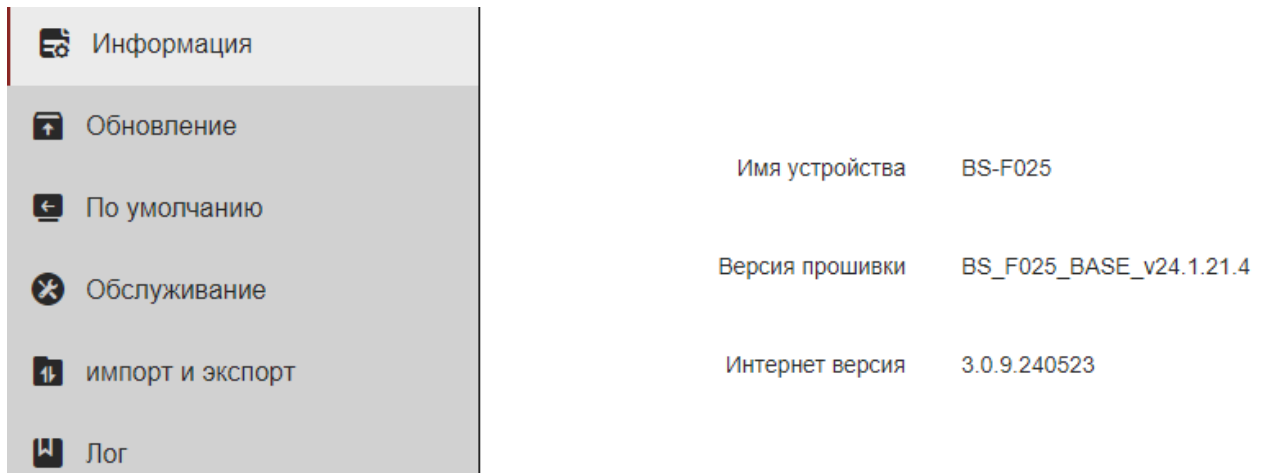 Информация
Обновление
По умолчанию
Обслуживание
импорт и экспорт
Лог
Имя устройства BS-F025
Версия прошивки BS_F025_BASE_v24.1.21.4
Интернет версия 3.0.9.240523